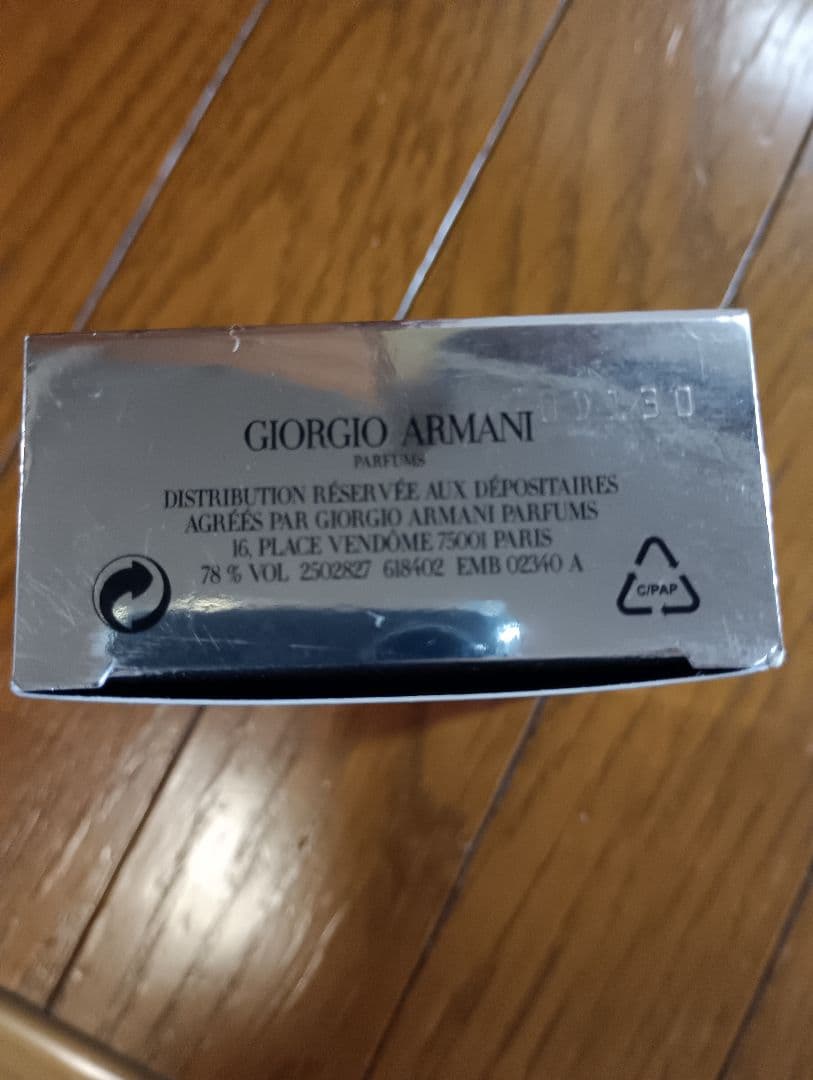 GIORGIO ARMANI
PARFUMS
DISTRIBUTION RÉSERVÉE AUX DÉPOSITAIRES
AGRÉÉS PAR GIORGIO ARMANI PARFUMS
16, PLACE VENDÔME 75001 PARIS
78 % VOL 2502827 618402 EMB 02340 A
C/PAP